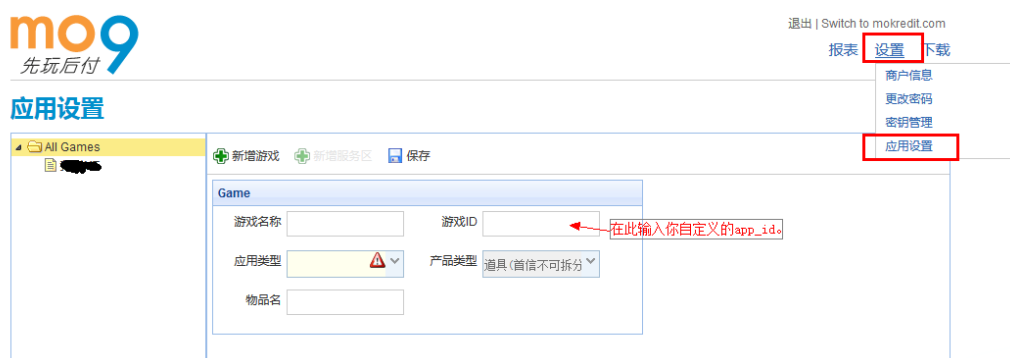 mo9
先玩后付
退出 | Switch to mokredit.com
报表 设置 下载
商户信息
更改密码
密钥管理
应用设置
应用设置
All Games
新增游戏 新增服务区 保存
Game
游戏名称 游戏ID
在此输入你自定义的app_id。
应用类型 产品类型 道具(首信不可拆分
物品名